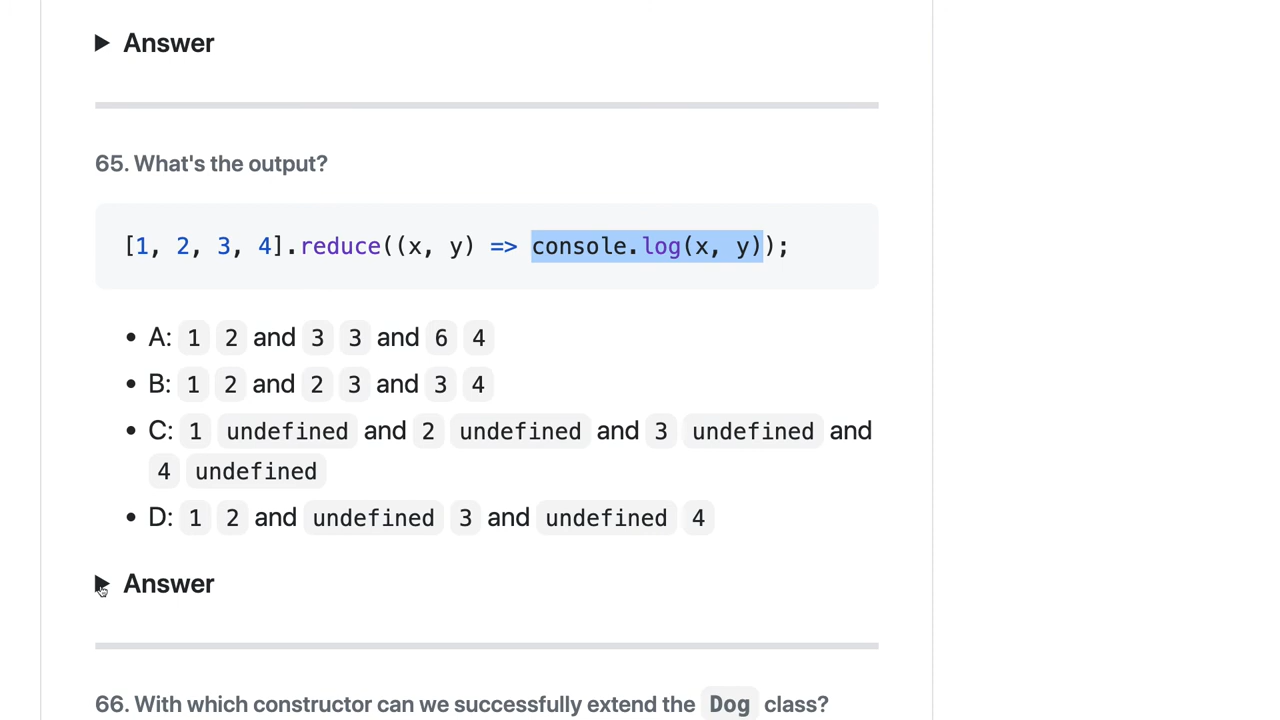 ▶ Answer
65. What's the output?
[1, 2, 3, 4].reduce((x, y) => console.log(x, y));
• A: 1 2 and 3 3 and 6 4
• B: 1 2 and 2 3 and 3 4
• C: 1 undefined and 2 undefined and 3 undefined and
4 undefined
• D: 1 2 and undefined 3 and undefined 4
▶ Answer
66. With which constructor can we successfully extend the Dog class?